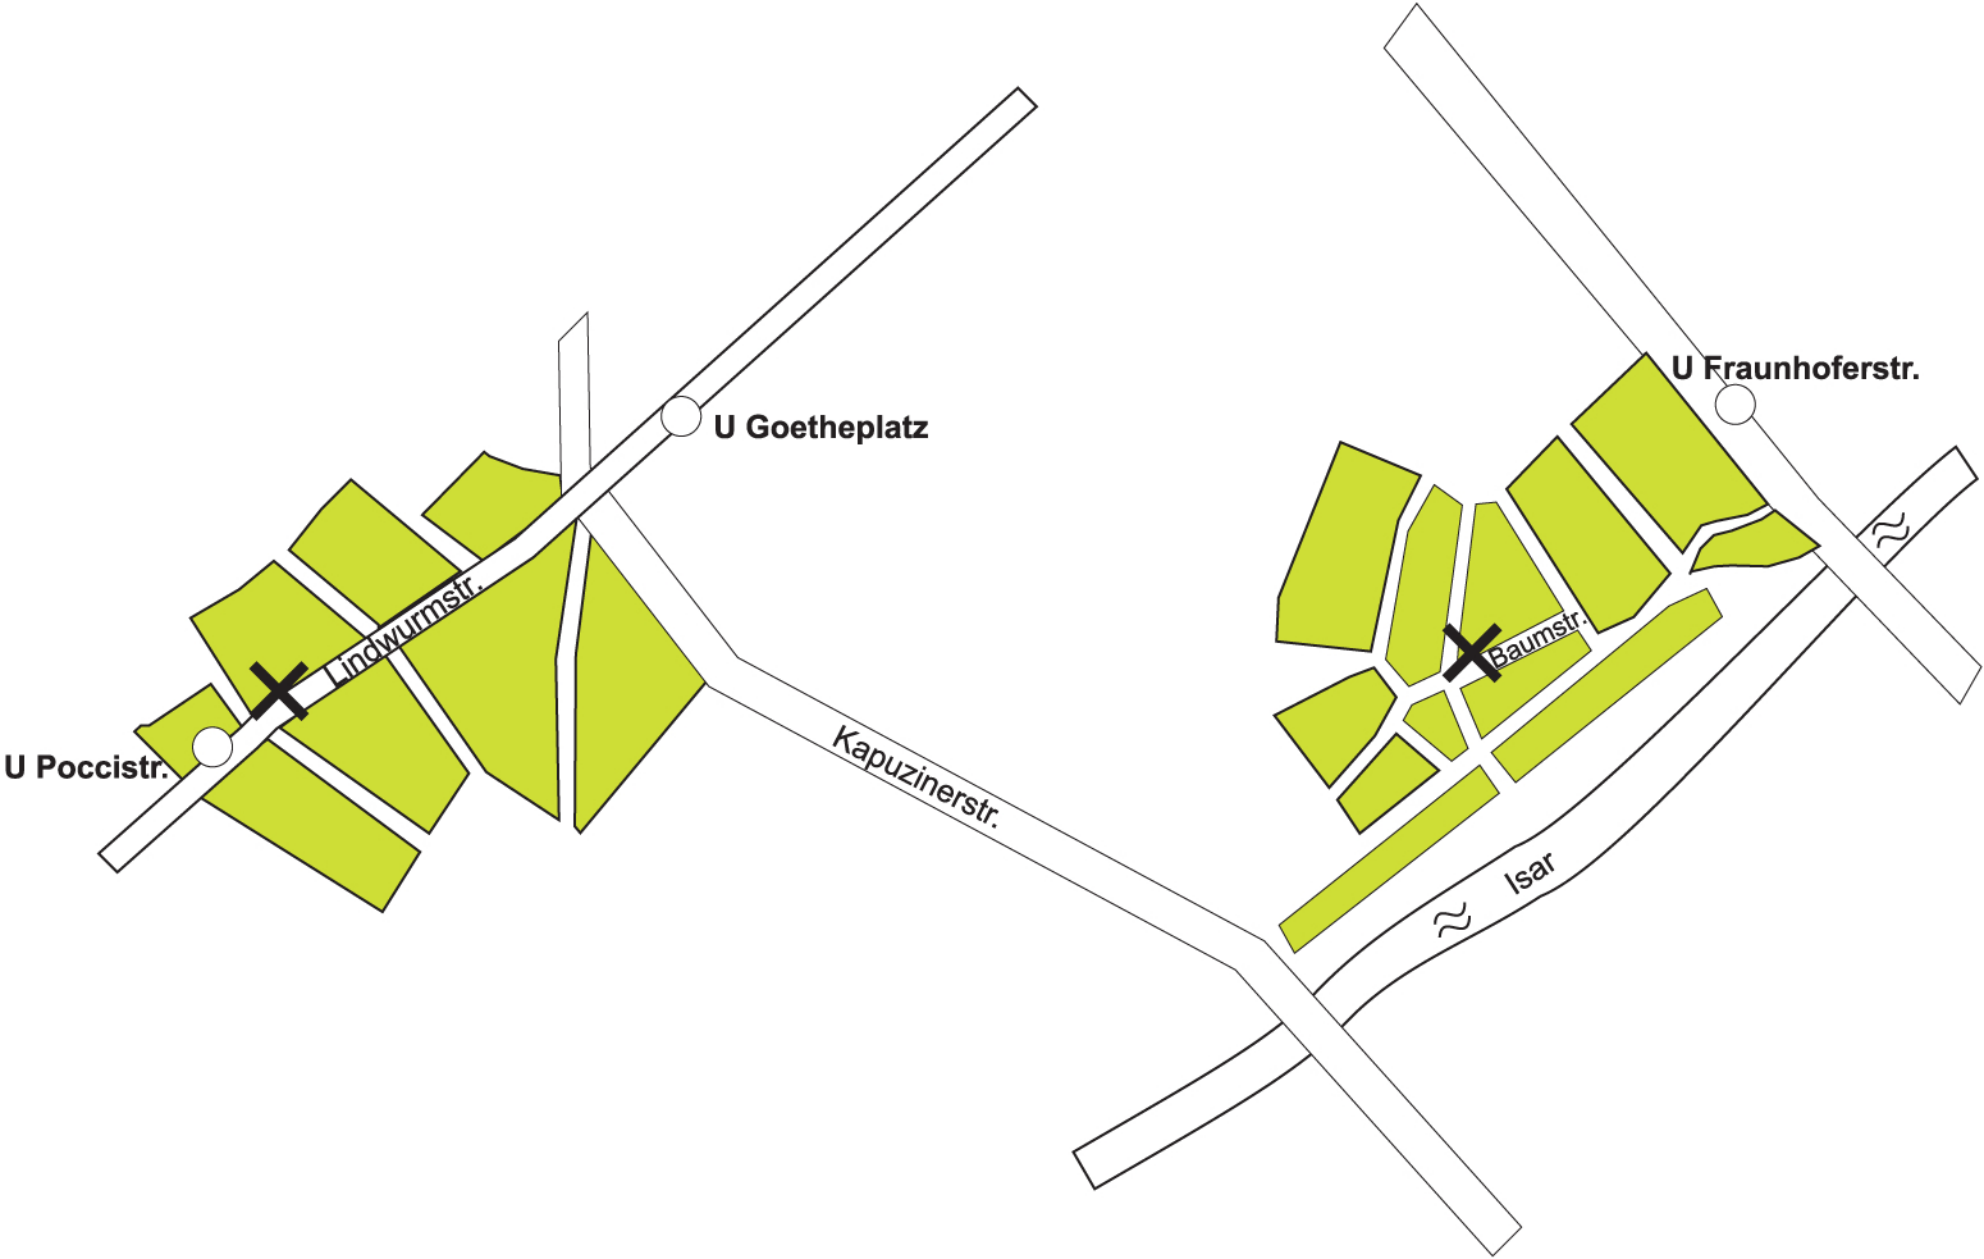 U Fraunhoferstr.
U Goetheplatz
Lindwurmstr.
Baumstr.
U Poccistr.
Kapuzinerstr.
Isar